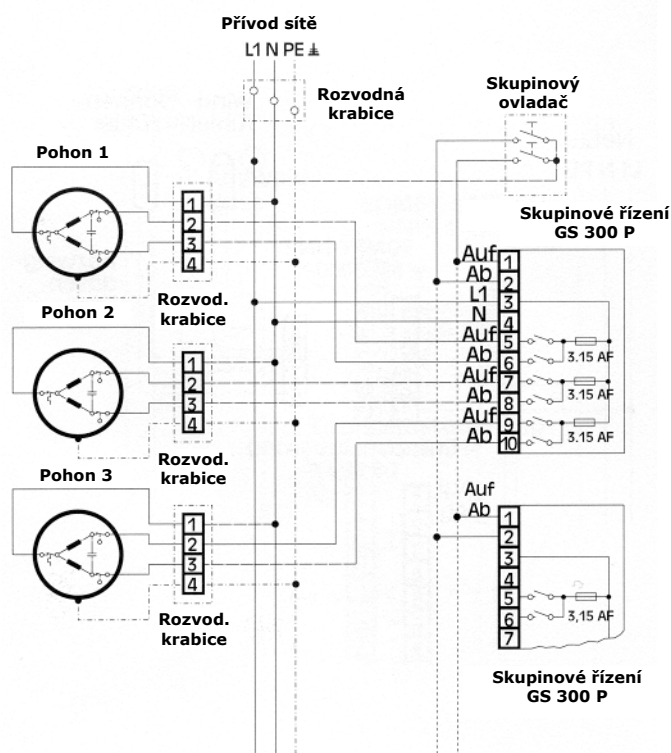 Přívod sítě
L1 N PE
Rozvodná
krabice
Skupinový
ovladač
Pohon 1
1
2
3
4
Rozvod.
krabice
Skupinové řízení
GS 300 P
Auf 1
Ab 2
L1 3
N 4
Auf 5
Ab 6
3.15 AF
Auf 7
Ab 8
3.15 AF
Auf 9
Ab 10
3.15 AF
Pohon 2
1
2
3
4
Rozvod.
krabice
Pohon 3
1
2
3
4
Rozvod.
krabice
Auf
Ab
1
2
3
4
5
6
7
3,15 AF
Skupinové řízení
GS 300 P